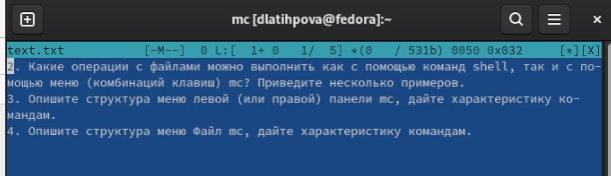 mc [dlatihpova@fedora]:~
text.txt [-M--] 0 L:[ 1+ 0 1/ 5] *(0 / 531b) 0050 0x032 [*][X]
2. Какие операции с файлами можно выполнить как с помощью команд shell, так и с по-
мощью меню (комбинаций клавиш) mc? Приведите несколько примеров.
3. Опишите структура меню левой (или правой) панели mc, дайте характеристику ко-
мандам.
4. Опишите структура меню Файл mc, дайте характеристику командам.